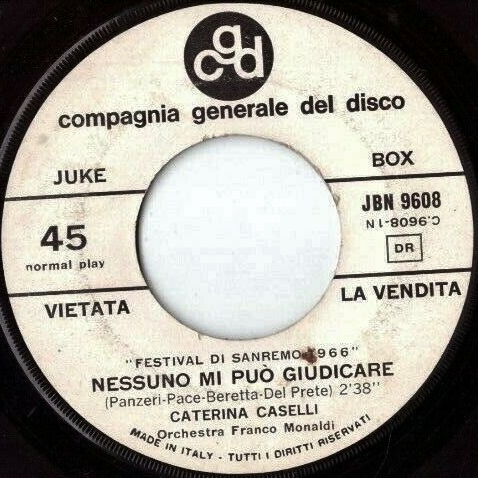 cgd
compagnia generale del disco
JUKE BOX
45
normal play
JBN 9608
C.9608-1N
DR
VIETATA LA VENDITA
"FESTIVAL DI SANREMO 1966"
NESSUNO MI PUÒ GIUDICARE
(Panzeri-Pace-Beretta-Del Prete) 2'38''
CATERINA CASELLI
Orchestra Franco Monaldi
MADE IN ITALY - TUTTI I DIRITTI RISERVATI